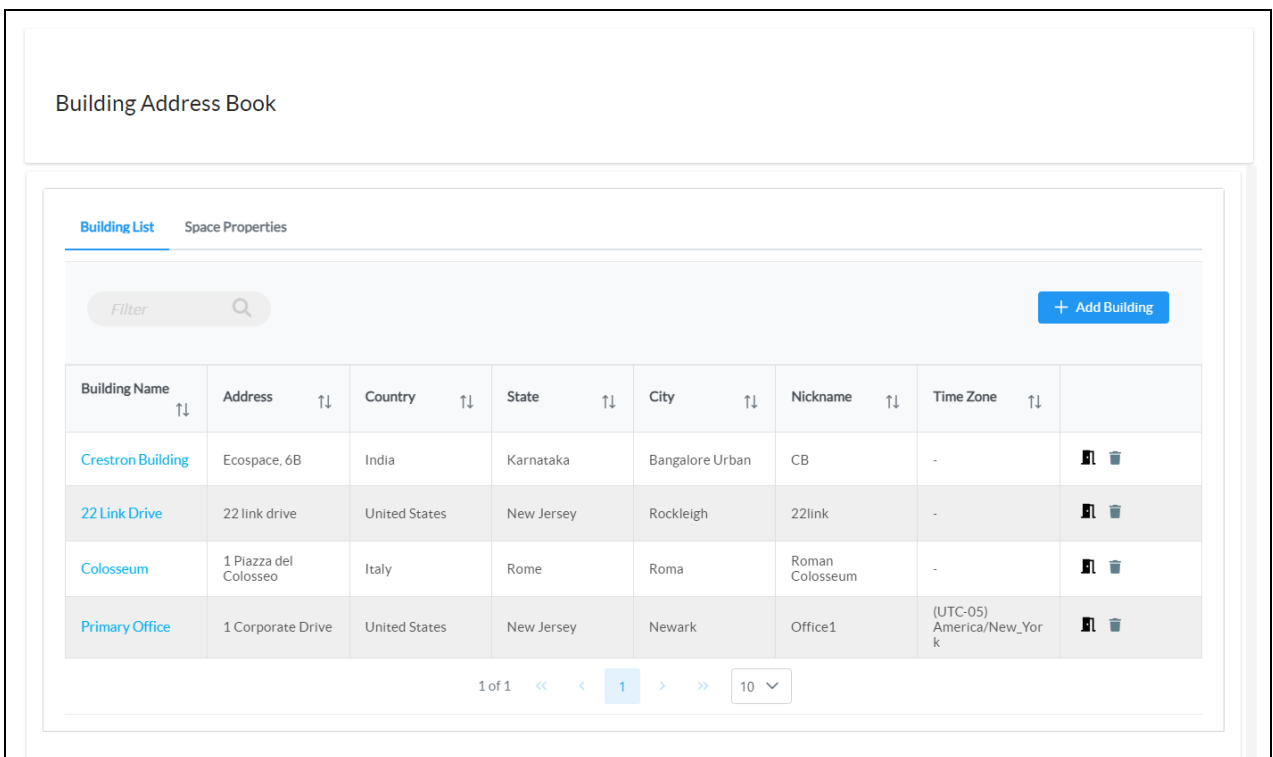 Building Address Book
Building List Space Properties
Filter
+ Add Building
Building Name Address Country State City Nickname Time Zone
Crestron Building Ecospace, 6B India Karnataka Bangalore Urban CB -
22 Link Drive 22 link drive United States New Jersey Rockleigh 22link -
Colosseum 1 Piazza del Colosseo Italy Rome Roma Roman Colosseum -
Primary Office 1 Corporate Drive United States New Jersey Newark Office1 (UTC-05) America/New_York
1 of 1 << < 1 > >> 10